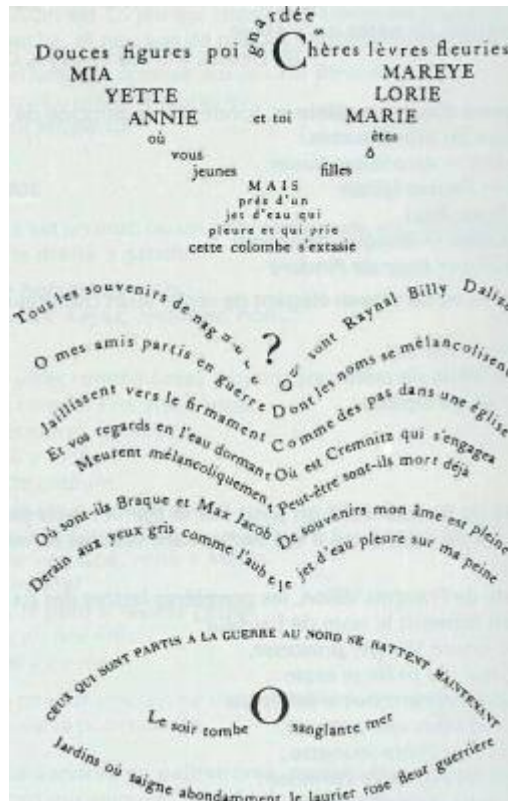 Douces figures poignardées Chères lèvres fleuries
MIA MAREYE
YETTE LORIE
ANNIE et toi MARIE
où êtes
vous ô
jeunes filles
MAIS
près d'un
jet d'eau qui
pleure et qui prie
cette colombe s'extasie
Tous les souvenirs de naguère
O mes amis partis en guerre
Jaillissent vers le firmament
Et vos regards en l'eau dormant
Meurent mélancoliquement
Où sont-ils Braque et Max Jacob
Derain aux yeux gris comme l'aube
?
Où sont Raynal Billy Dalize
Dont les noms se mélancolisent
Comme des pas dans une église
Où est Cremnitz qui s'engagea
Peut-être sont-ils mort déjà
De souvenirs mon âme est pleine
Le jet d'eau pleure sur ma peine
CEUX QUI SONT PARTIS A LA GUERRE AU NORD SE BATTENT MAINTENANT
Le soir tombe O sanglante mer
Jardins où saigne abondamment le laurier rose fleur guerriere